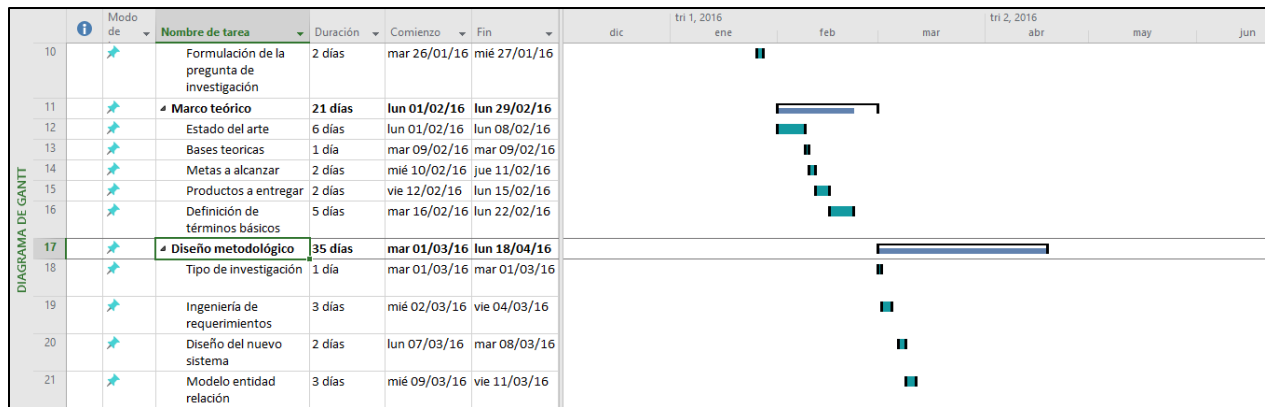 Modo de
Nombre de tarea
Duración
Comienzo
Fin
tri 1, 2016
tri 2, 2016
dic
ene
feb
mar
abr
may
jun
DIAGRAMA DE GANTT
10
Formulación de la
pregunta de
investigación
2 días
mar 26/01/16
mié 27/01/16
11
Marco teórico
21 días
lun 01/02/16
lun 29/02/16
12
Estado del arte
6 días
lun 01/02/16
lun 08/02/16
13
Bases teoricas
1 día
mar 09/02/16
mar 09/02/16
14
Metas a alcanzar
2 días
mié 10/02/16
jue 11/02/16
15
Productos a entregar
2 días
vie 12/02/16
lun 15/02/16
16
Definición de
términos básicos
5 días
mar 16/02/16
lun 22/02/16
17
Diseño metodológico
35 días
mar 01/03/16
lun 18/04/16
18
Tipo de investigación
1 día
mar 01/03/16
mar 01/03/16
19
Ingeniería de
requerimientos
3 días
mié 02/03/16
vie 04/03/16
20
Diseño del nuevo
sistema
2 días
lun 07/03/16
mar 08/03/16
21
Modelo entidad
relación
3 días
mié 09/03/16
vie 11/03/16